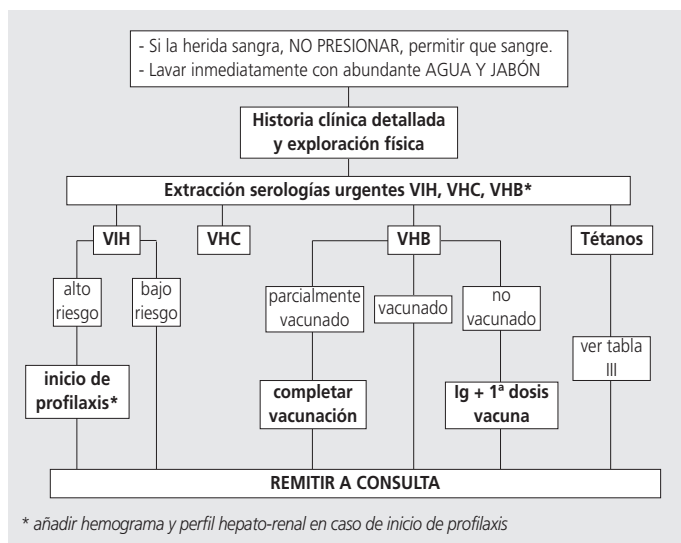 - Si la herida sangra, NO PRESIONAR, permitir que sangre.
- Lavar inmediatamente con abundante AGUA Y JABÓN
Historia clínica detallada
y exploración física
Extracción serologías urgentes VIH, VHC, VHB*
VIH
VHC
VHB
Tétanos
alto
riesgo
bajo
riesgo
parcialmente
vacunado
vacunado
no
vacunado
ver tabla
III
inicio de
profilaxis*
completar
vacunación
Ig + 1ª dosis
vacuna
REMITIR A CONSULTA
* añadir hemograma y perfil hepato-renal en caso de inicio de profilaxis